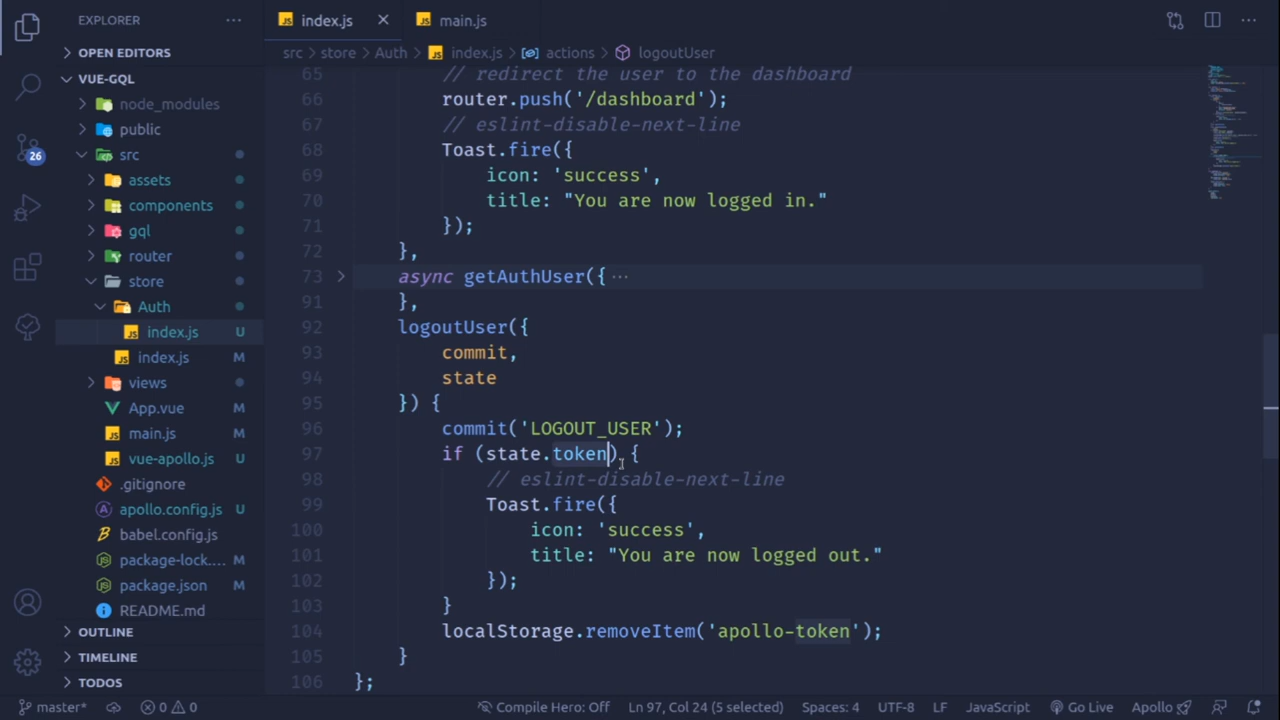 EXPLORER
index.js
main.js
OPEN EDITORS
src > store > Auth > index.js > actions > logoutUser
VUE-GQL
node_modules
public
26
src
assets
components
gql
router
store
Auth
index.js U
index.js M
views
App.vue M
main.js M
vue-apollo.js M
.gitignore
apollo.config.js U
babel.config.js
package-lock.... M
package.json M
README.md
OUTLINE
TIMELINE
TODOS
65 // redirect the user to the dashboard
66 router.push('/dashboard');
67 // eslint-disable-next-line
68 Toast.fire({
69 icon: 'success',
70 title: "You are now logged in."
71 });
72 },
73 async getAuthUser({ ···
91 },
92 logoutUser({
93 commit,
94 state
95 }) {
96 commit('LOGOUT_USER');
97 if (state.token) {
98 // eslint-disable-next-line
99 Toast.fire({
100 icon: 'success',
101 title: "You are now logged out."
102 });
103 }
104 localStorage.removeItem('apollo-token');
105 }
106 };
master* 0 0 Compile Hero: Off Ln 97, Col 24 (5 selected) Spaces: 4 UTF-8 LF JavaScript Go Live Apollo